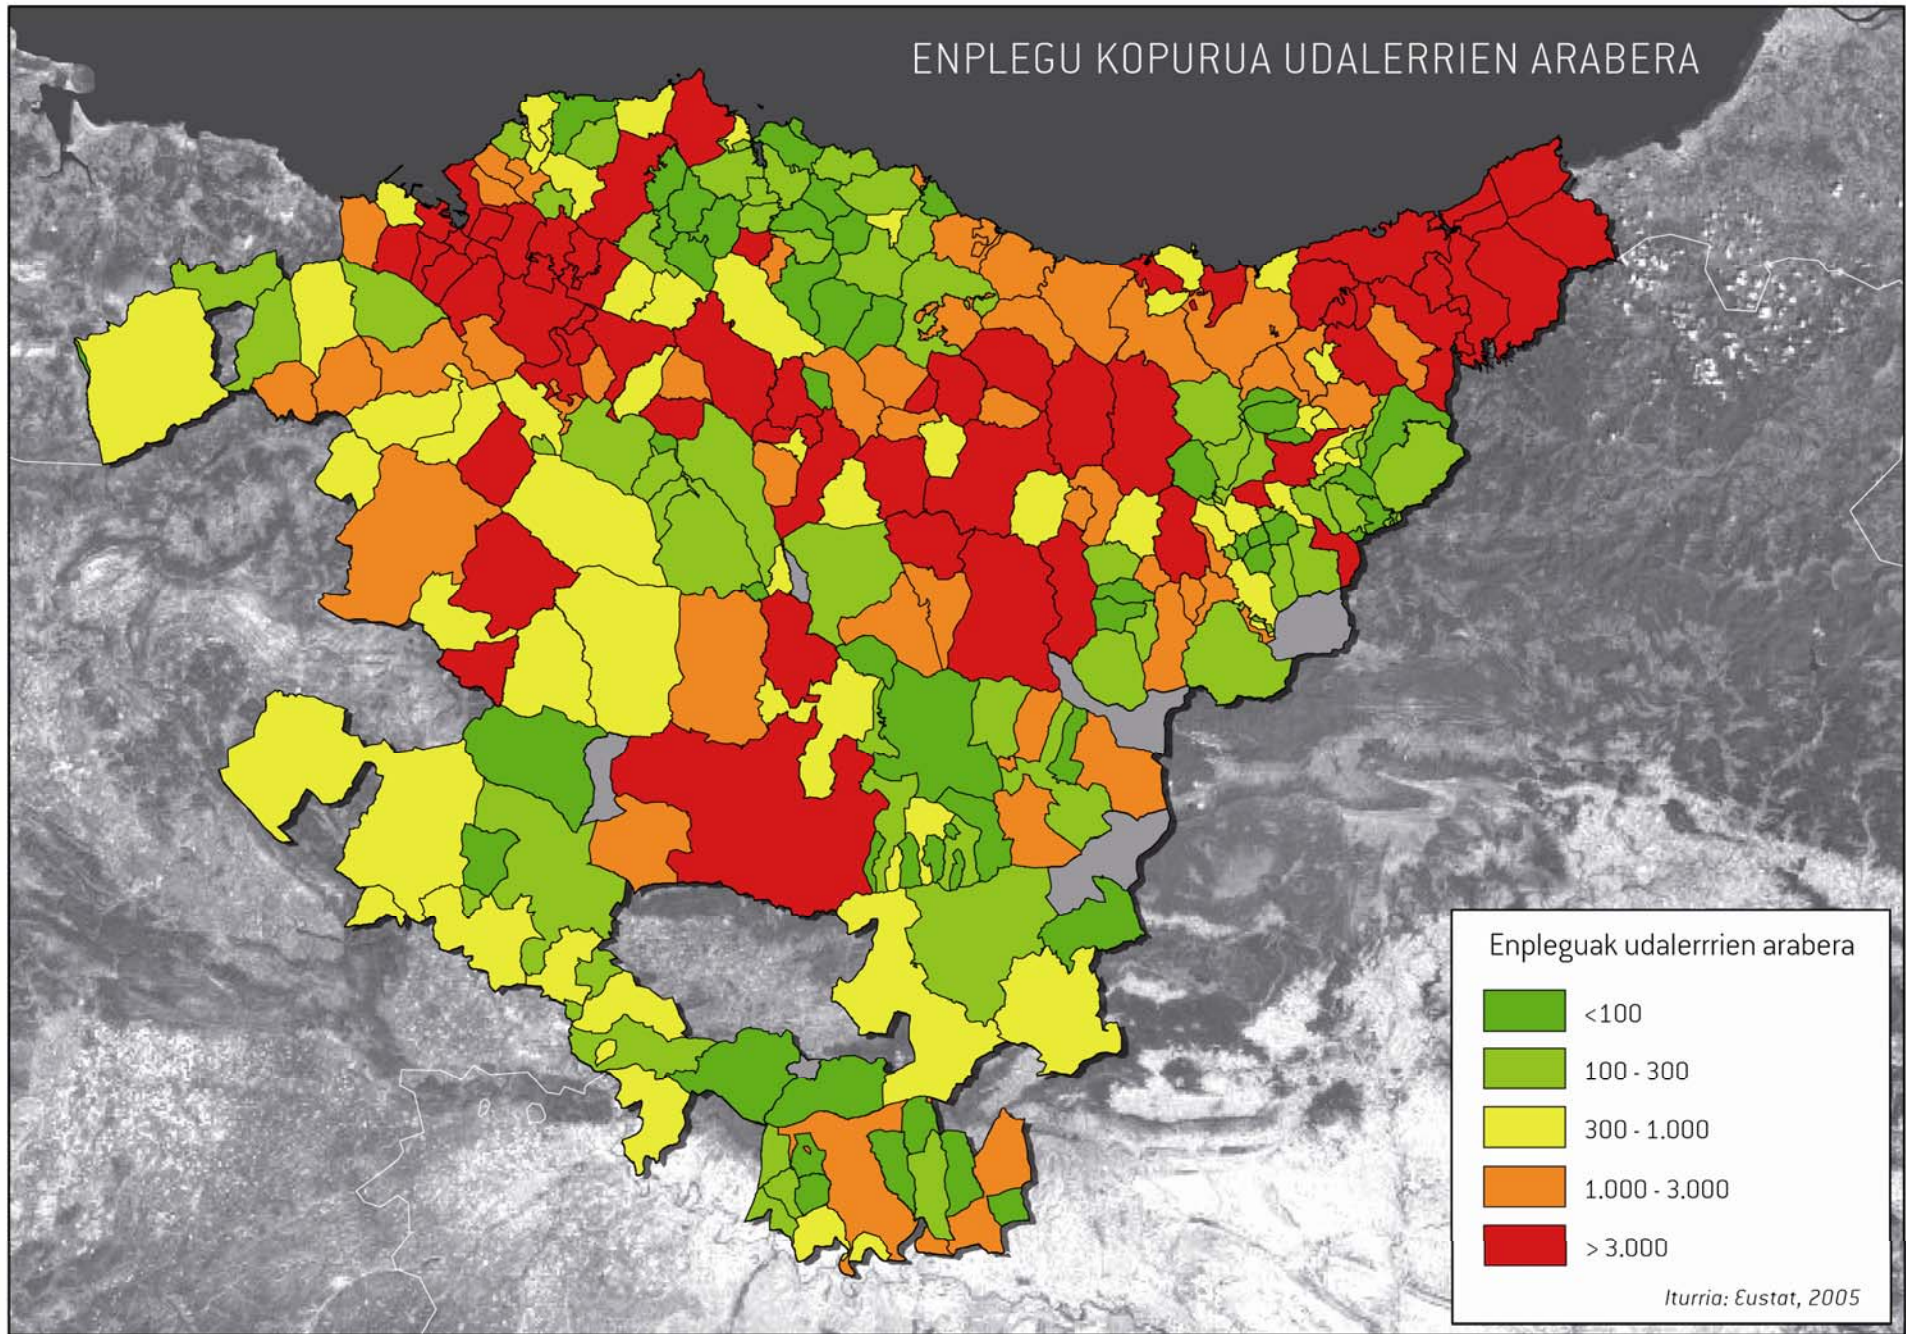 ENPLEGU KOPURUA UDALERRIEN ARABERA
Enpleguak udalerrrien arabera
<100
100 - 300
300 - 1.000
1.000 - 3.000
> 3.000
Iturria: Eustat, 2005